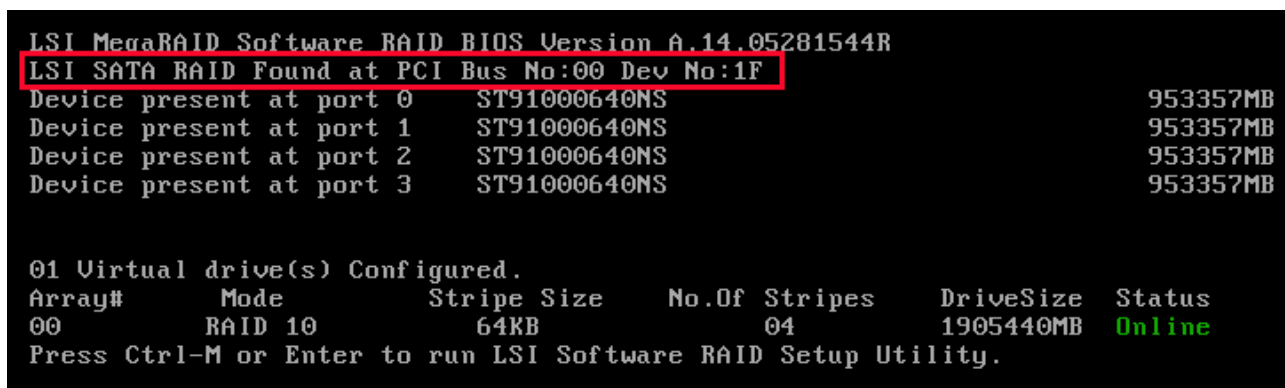 LSI MegaRAID Software RAID BIOS Version A.14.05281544R
LSI SATA RAID Found at PCI Bus No:00 Dev No:1F
Device present at port 0 ST91000640NS 953357MB
Device present at port 1 ST91000640NS 953357MB
Device present at port 2 ST91000640NS 953357MB
Device present at port 3 ST91000640NS 953357MB
01 Virtual drive(s) Configured.
Array# Mode Stripe Size No.Of Stripes DriveSize Status
00 RAID 10 64KB 04 1905440MB Online
Press Ctrl-M or Enter to run LSI Software RAID Setup Utility.